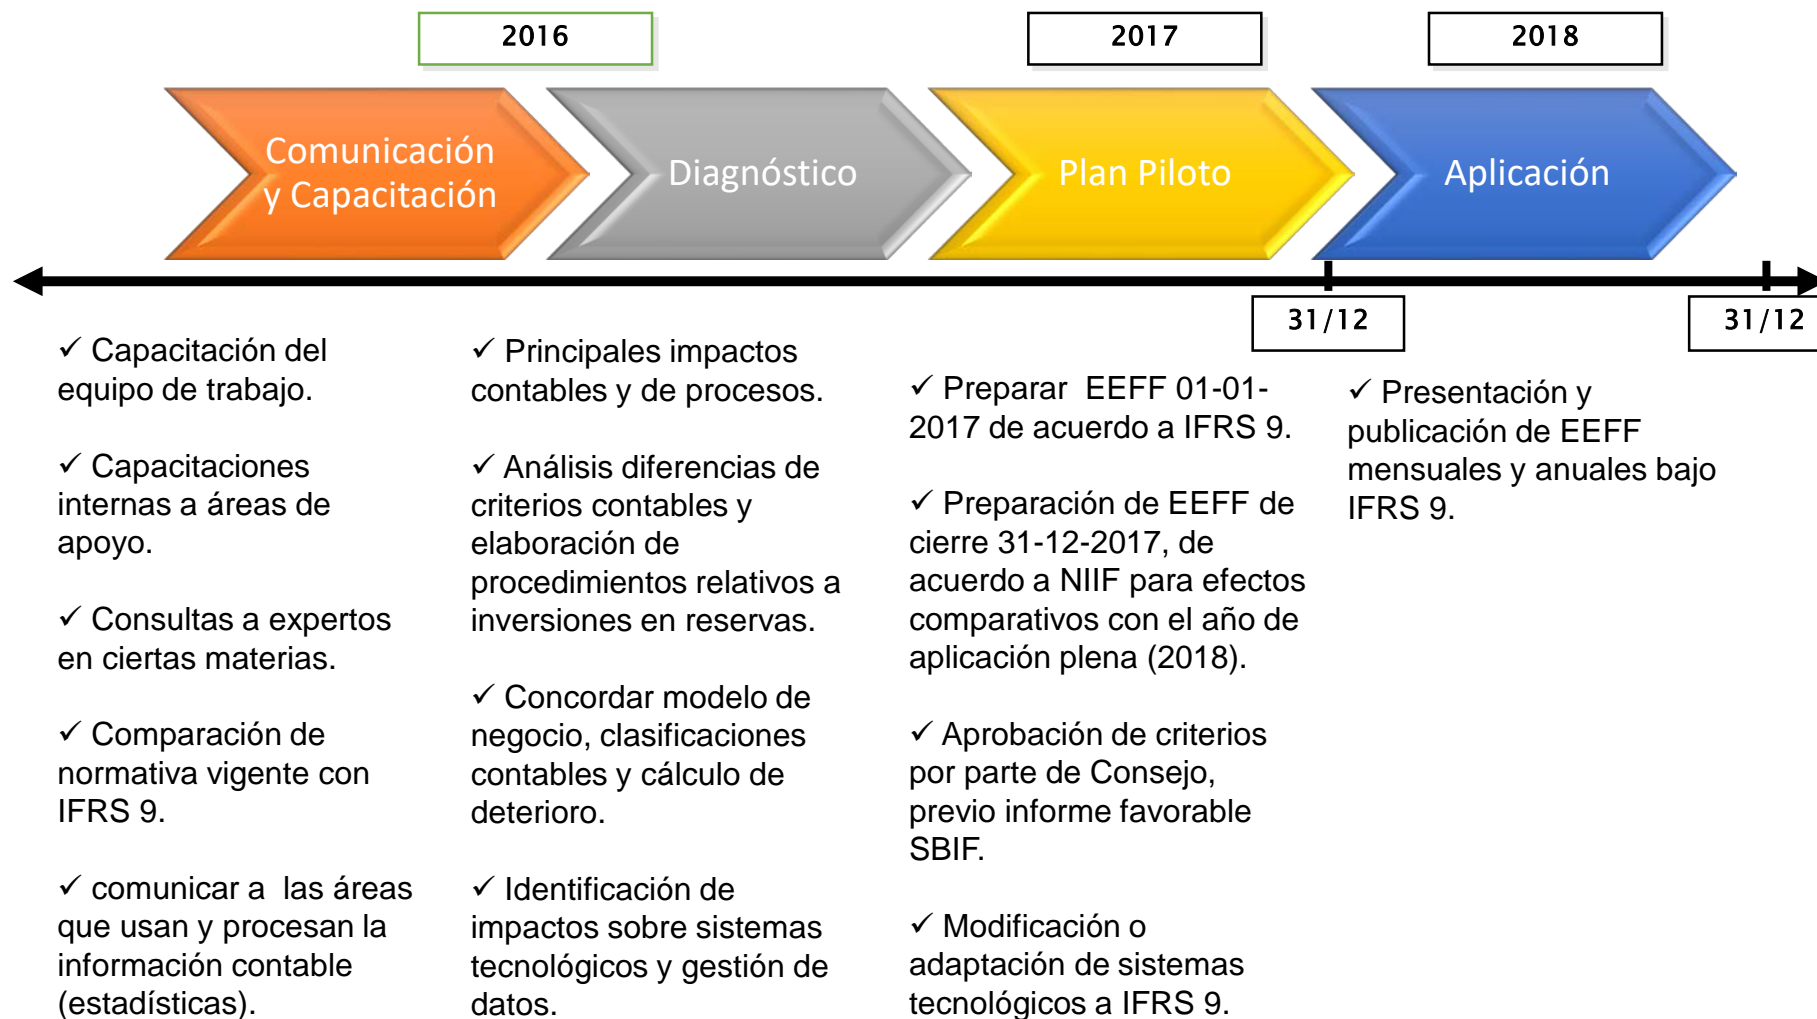 2016
2017
2018
Comunicación
y Capacitación
Diagnóstico
Plan Piloto
Aplicación
31/12
31/12
✓ Capacitación del
equipo de trabajo.
✓ Capacitaciones
internas a áreas de
apoyo.
✓ Consultas a expertos
en ciertas materias.
✓ Comparación de
normativa vigente con
IFRS 9.
✓ comunicar a  las áreas
que usan y procesan la
información contable
(estadísticas).
✓ Principales impactos
contables y de procesos.
✓ Análisis diferencias de
criterios contables y
elaboración de
procedimientos relativos a
inversiones en reservas.
✓ Concordar modelo de
negocio, clasificaciones
contables y cálculo de
deterioro.
✓ Identificación de
impactos sobre sistemas
tecnológicos y gestión de
datos.
✓ Preparar  EEFF 01-01-
2017 de acuerdo a IFRS 9.
✓ Preparación de EEFF de
cierre 31-12-2017, de
acuerdo a NIIF para efectos
comparativos con el año de
aplicación plena (2018).
✓ Aprobación de criterios
por parte de Consejo,
previo informe favorable
SBIF.
✓ Modificación o
adaptación de sistemas
tecnológicos a IFRS 9.
✓ Presentación y
publicación de EEFF
mensuales y anuales bajo
IFRS 9.